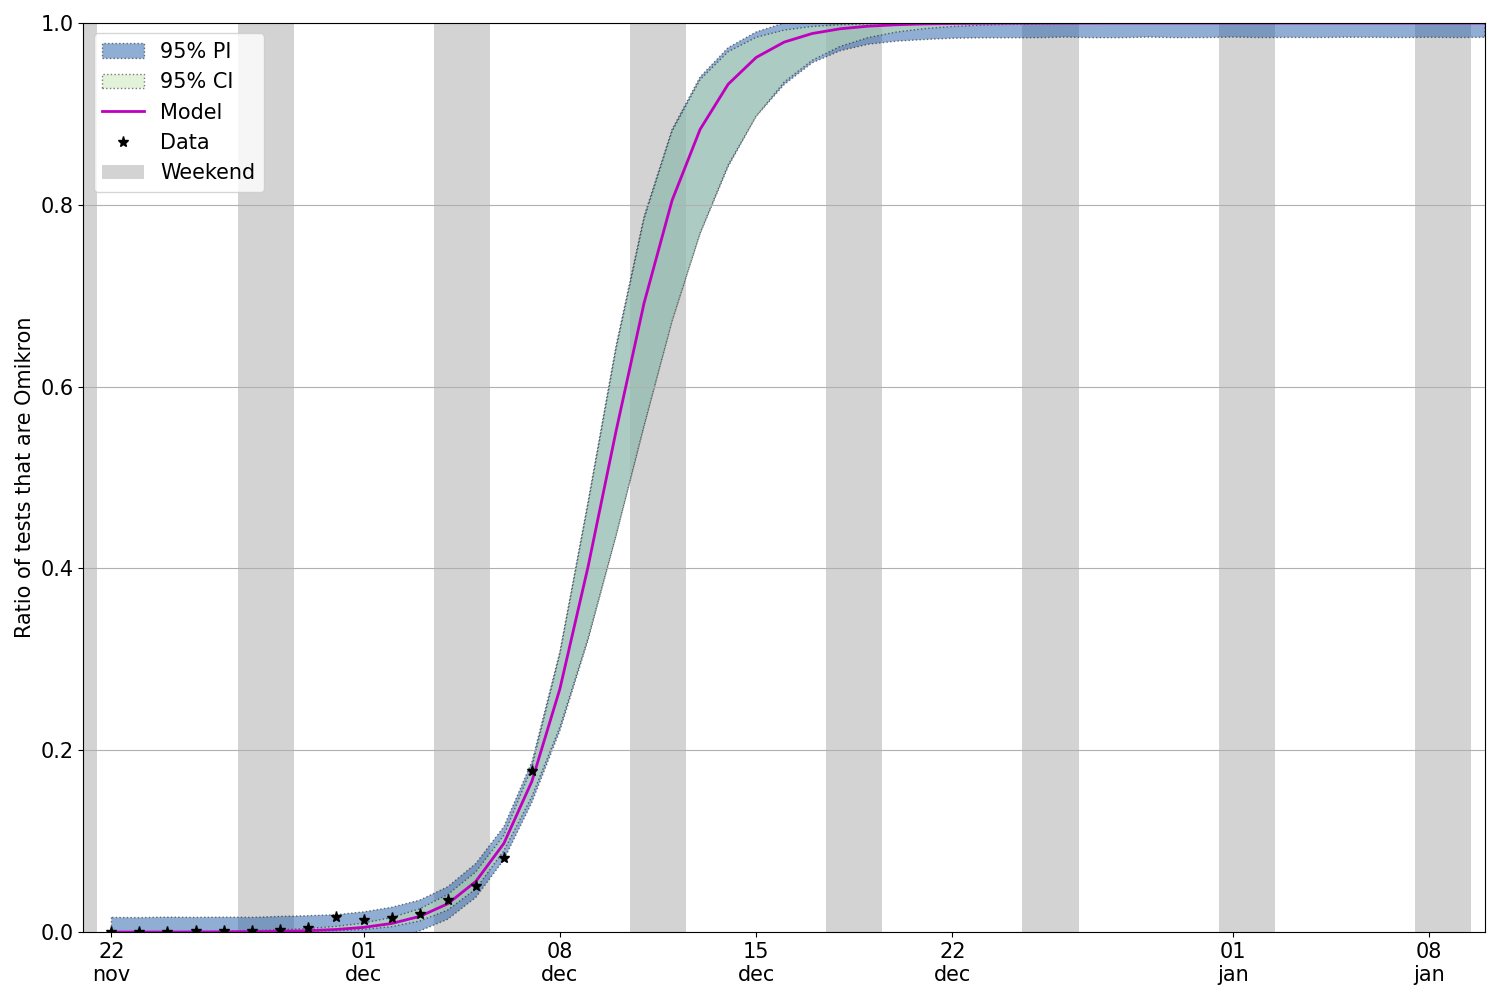 1.0
0.8
0.6
0.4
0.2
0.0
Ratio of tests that are Omikron
95% PI
95% CI
Model
Data
Weekend
22 01 08 15 22 01 08
nov dec dec dec dec jan jan